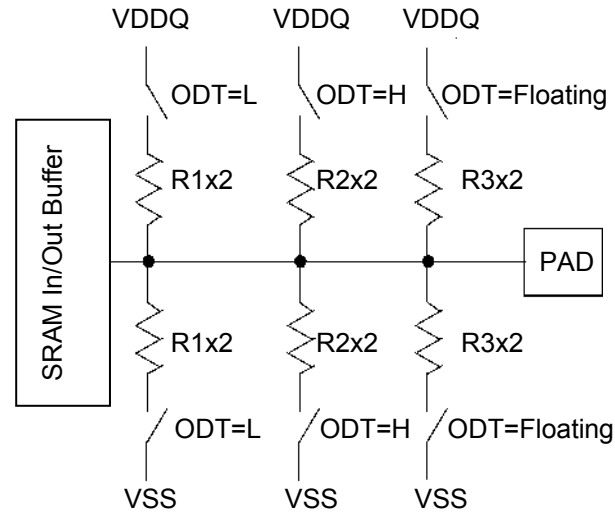 VDDQ VDDQ VDDQ
ODT=L ODT=H ODT=Floating
R1x2 R2x2 R3x2
SRAM In/Out Buffer
PAD
R1x2 R2x2 R3x2
ODT=L ODT=H ODT=Floating
VSS VSS VSS